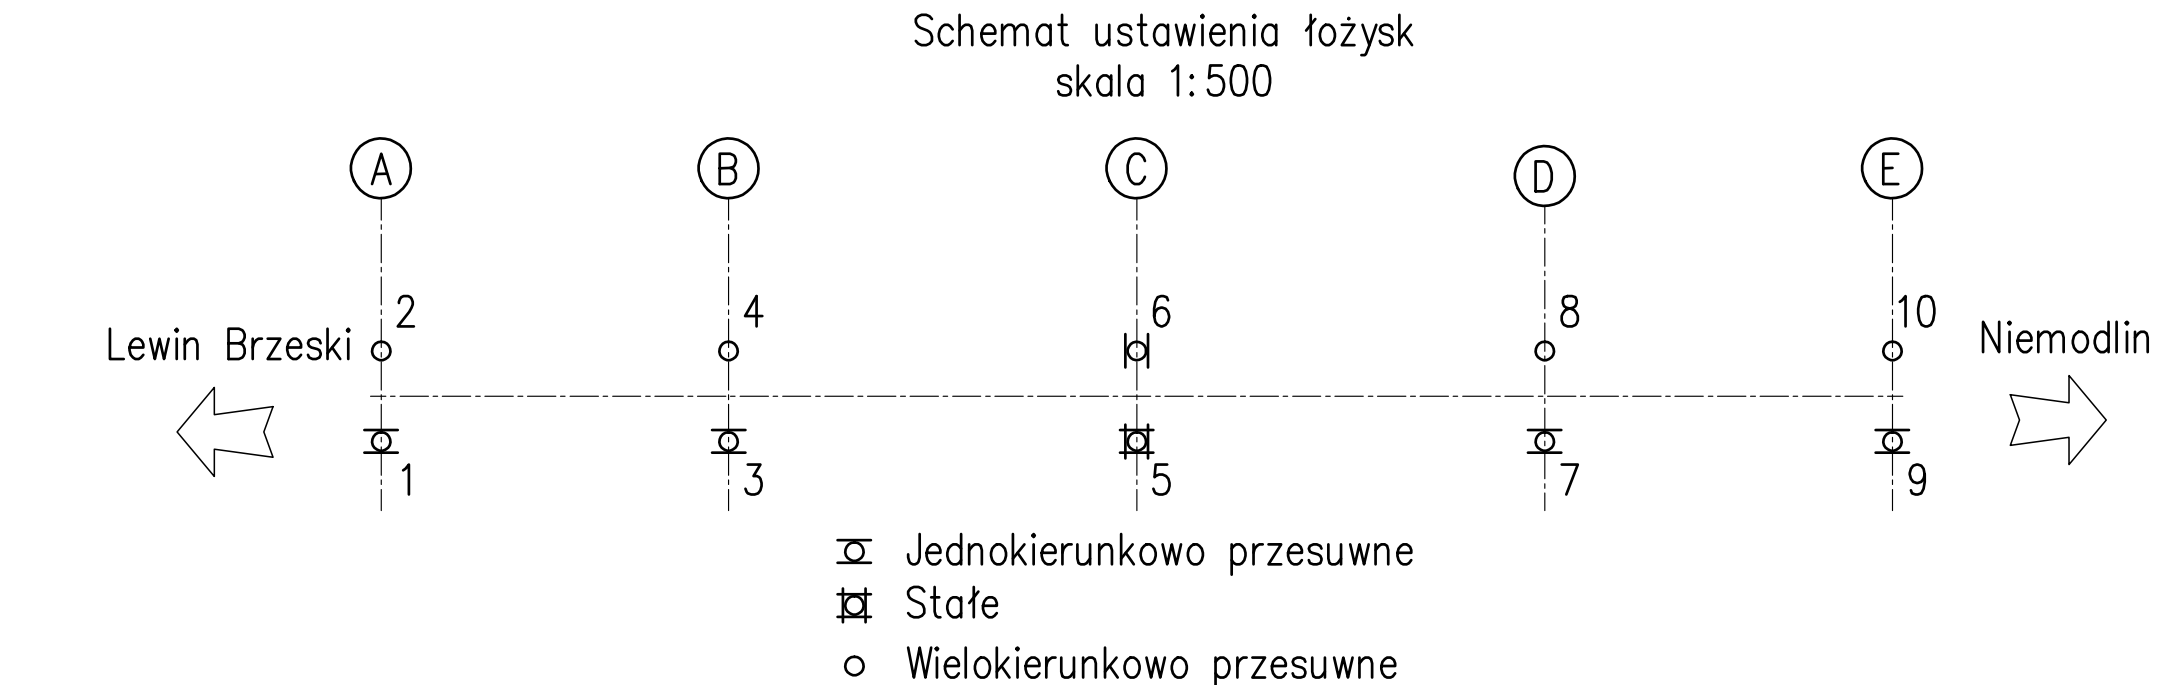 Schemat ustawienia łożysk
skala 1:500
A B C D E
2 4 6 8 10
Lewin Brzeski Niemodlin
1 3 5 7 9
Jednokierunkowo przesuwne
Stałe
Wielokierunkowo przesuwne